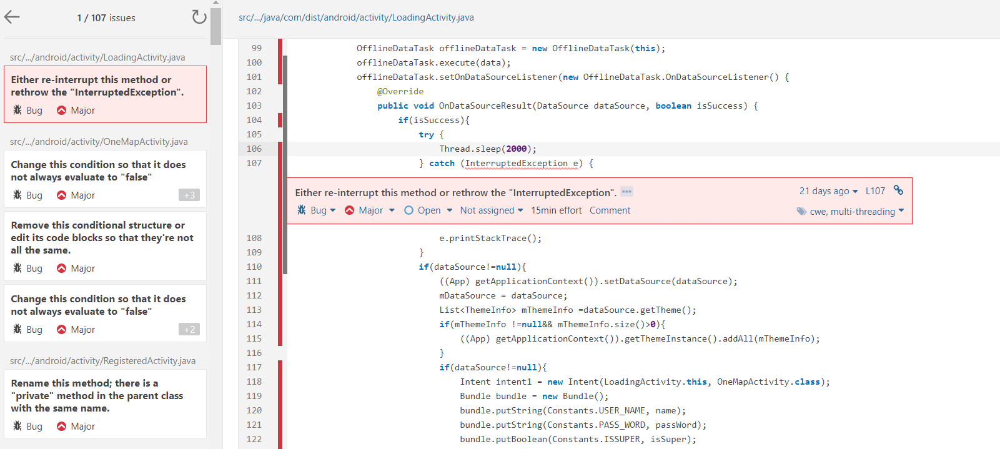 1 / 107 issues
src/.../android/activity/LoadingActivity.java
Either re-interrupt this method or
rethrow the "InterruptedException".
Bug Major
src/.../android/activity/OneMapActivity.java
Change this condition so that it does
not always evaluate to "false"
Bug Major +3
Remove this conditional structure or
edit its code blocks so that they're not
all the same.
Bug Major
Change this condition so that it does
not always evaluate to "false"
Bug Major +2
src/.../android/activity/RegisteredActivity.java
Rename this method; there is a
"private" method in the parent class
with the same name.
Bug Major
src/.../java/com/dist/android/activity/LoadingActivity.java
99 OfflineDataTask offlineDataTask = new OfflineDataTask(this);
100 offlineDataTask.execute(data);
101 offlineDataTask.setOnDataSourceListener(new OfflineDataTask.OnDataSourceListener() {
102 @Override
103 public void OnDataSourceResult(DataSource dataSource, boolean isSuccess) {
104 if(isSuccess){
105 try {
106 Thread.sleep(2000);
107 } catch (InterruptedException e) {
Either re-interrupt this method or rethrow the "InterruptedException". ••• 21 days ago L107
Bug Major Open Not assigned 15min effort Comment cwe, multi-threading
108 e.printStackTrace();
109 }
110 if(dataSource!=null){
111 ((App) getApplicationContext()).setDataSource(dataSource);
112 mDataSource = dataSource;
113 List<ThemeInfo> mThemeInfo =dataSource.getTheme();
114 if(mThemeInfo !=null&& mThemeInfo.size()>0){
115 ((App) getApplicationContext()).getThemeInstance().addAll(mThemeInfo);
116 }
117 if(dataSource!=null){
118 Intent intent1 = new Intent(LoadingActivity.this, OneMapActivity.class);
119 Bundle bundle = new Bundle();
120 bundle.putString(Constants.USER_NAME, name);
121 bundle.putString(Constants.PASS_WORD, passWord);
122 bundle.putBoolean(Constants.ISSUPER, isSuper);